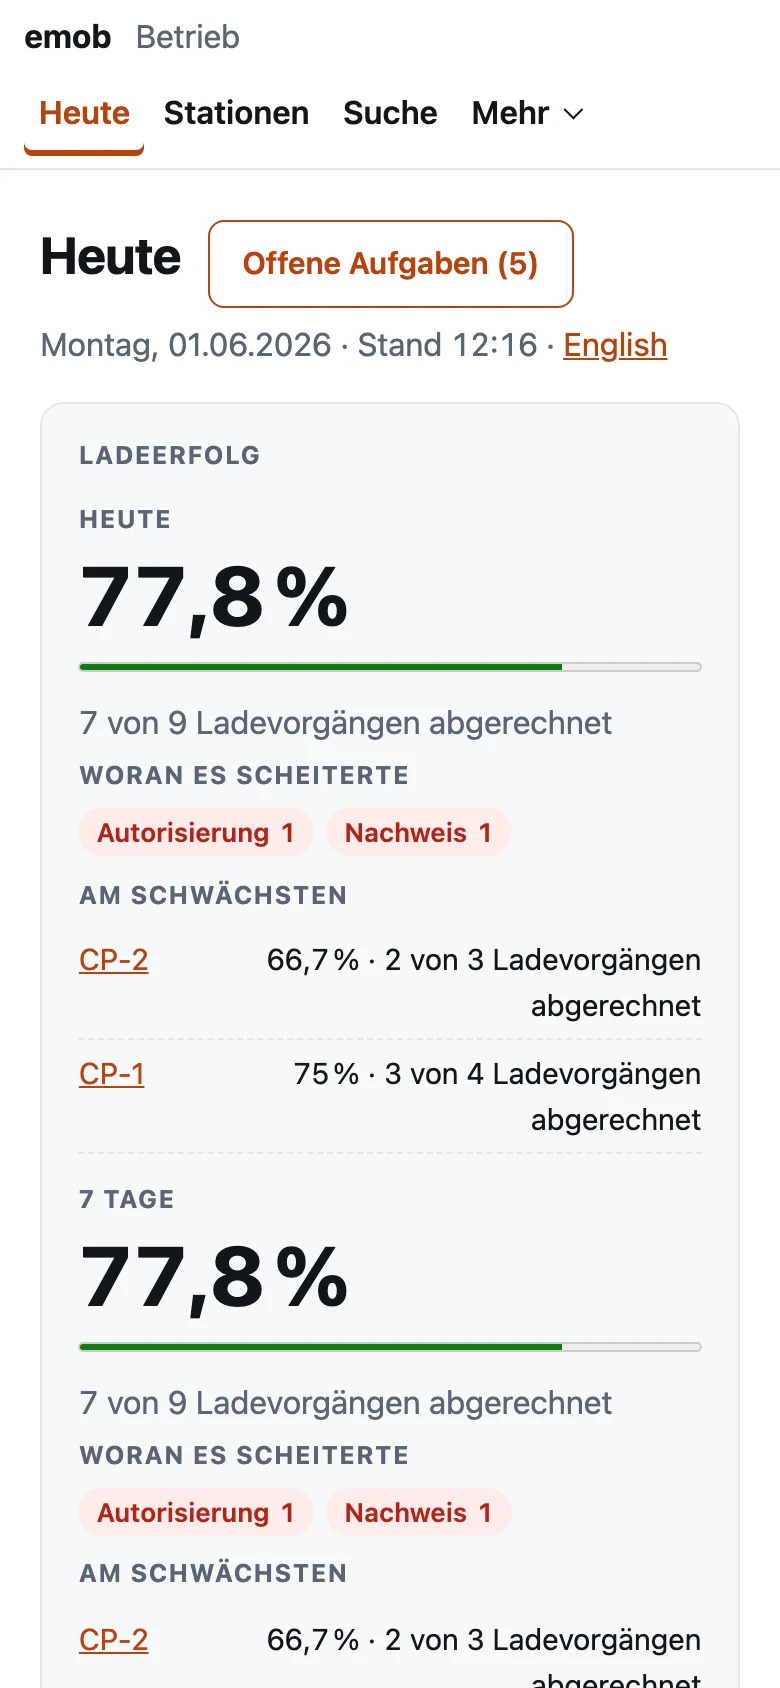 emob Betrieb
Heute Stationen Suche Mehr
Heute Offene Aufgaben (5)
Montag, 01.06.2026 · Stand 12:16 · English
LADEERFOLG
HEUTE
77,8 %
7 von 9 Ladevorgängen abgerechnet
WORAN ES SCHEITERTE
Autorisierung 1 Nachweis 1
AM SCHWÄCHSTEN
CP-2 66,7 % · 2 von 3 Ladevorgängen
abgerechnet
CP-1 75 % · 3 von 4 Ladevorgängen
abgerechnet
7 TAGE
77,8 %
7 von 9 Ladevorgängen abgerechnet
WORAN ES SCHEITERTE
Autorisierung 1 Nachweis 1
AM SCHWÄCHSTEN
CP-2 66,7 % · 2 von 3 Ladevorgängen
abgerechnet